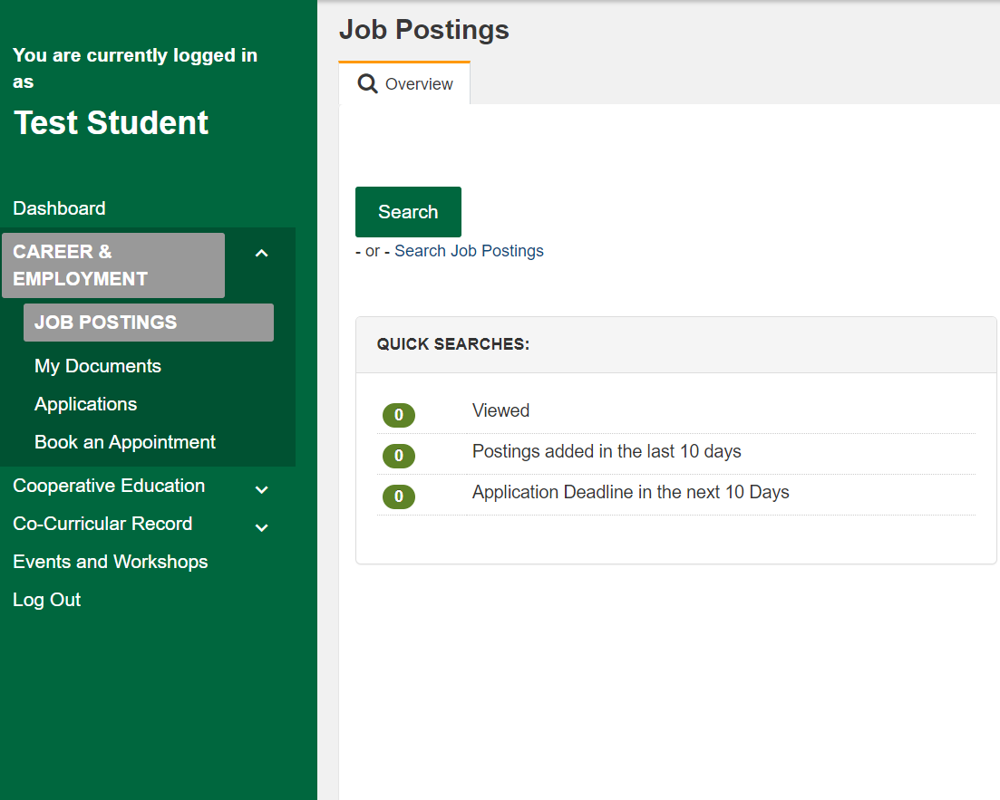 You are currently logged in
as
Test Student
Dashboard
CAREER &
EMPLOYMENT
JOB POSTINGS
My Documents
Applications
Book an Appointment
Cooperative Education
Co-Curricular Record
Events and Workshops
Log Out
Job Postings
Overview
Search
- or - Search Job Postings
QUICK SEARCHES:
0 Viewed
0 Postings added in the last 10 days
0 Application Deadline in the next 10 Days